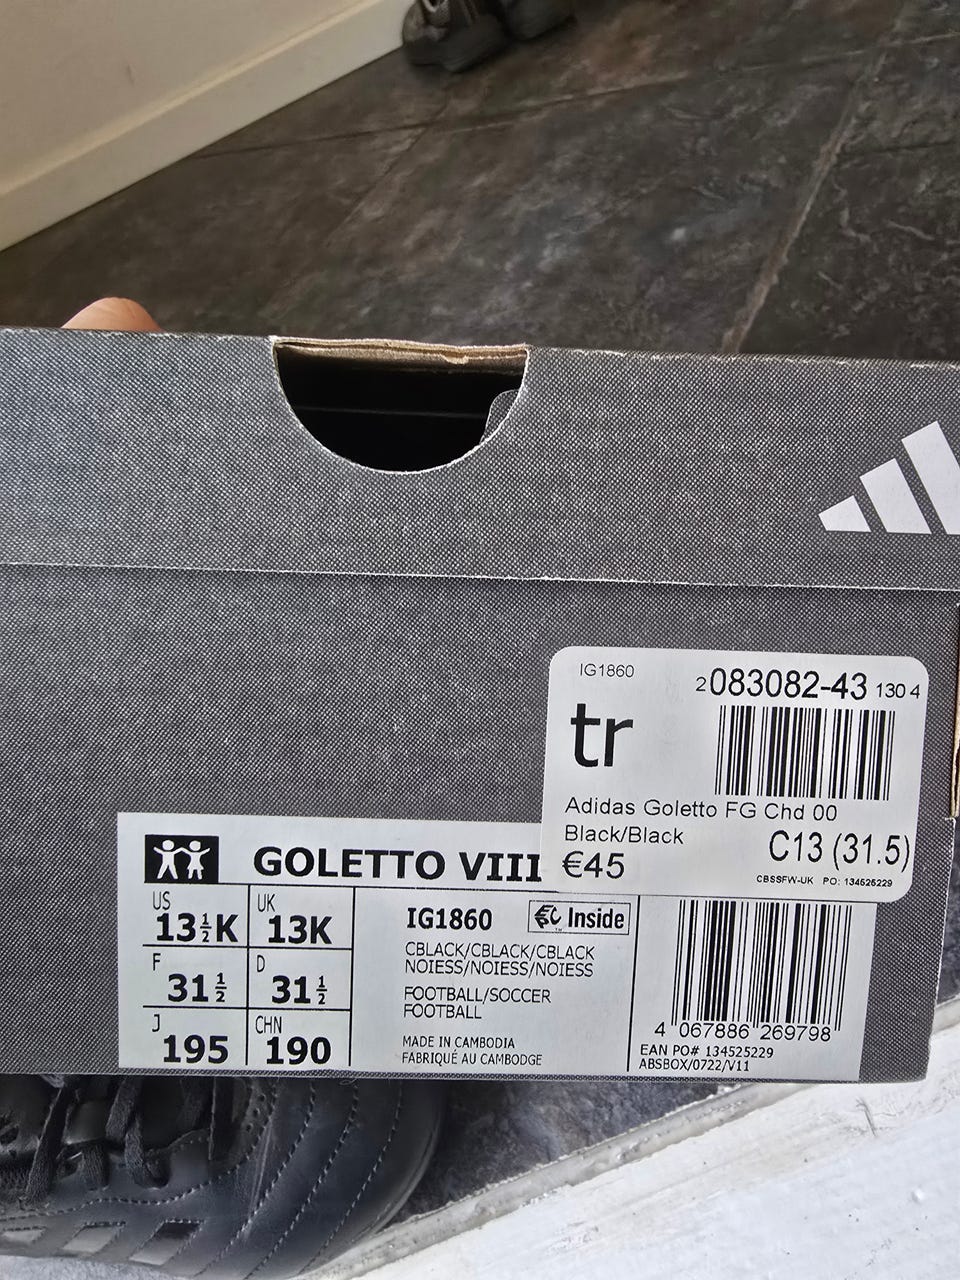 IG1860
2083082-43 130 4
tr
Adidas Goletto FG Chd 00
Black/Black
C13 (31.5)
€45
CBSSFW-UK PO: 134525229
GOLETTO VIII
US
13½K
UK
13K
F
31½
D
31½
J
195
CHN
190
IG1860
Inside
CBLACK/CBLACK/CBLACK
NOIESS/NOIESS/NOIESS
FOOTBALL/SOCCER
FOOTBALL
MADE IN CAMBODIA
FABRIQUÉ AU CAMBODGE
4 067886 269798
EAN PO# 134525229
ABSBOX/0722/V11